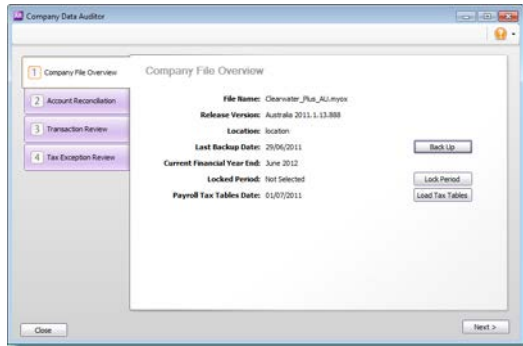 Company Data Auditor
1 Company File Overview
2 Account Reconciliation
3 Transaction Review
4 Tax Exception Review
Company File Overview
File Name: Clearwater_Plus_AU.myox
Release Version: Australia 2011.1.13.888
Location: location
Last Backup Date: 29/06/2011 Back Up
Current Financial Year End: June 2012
Locked Period: Not Selected Lock Period
Payroll Tax Tables Date: 01/07/2011 Load Tax Tables
Close Next >